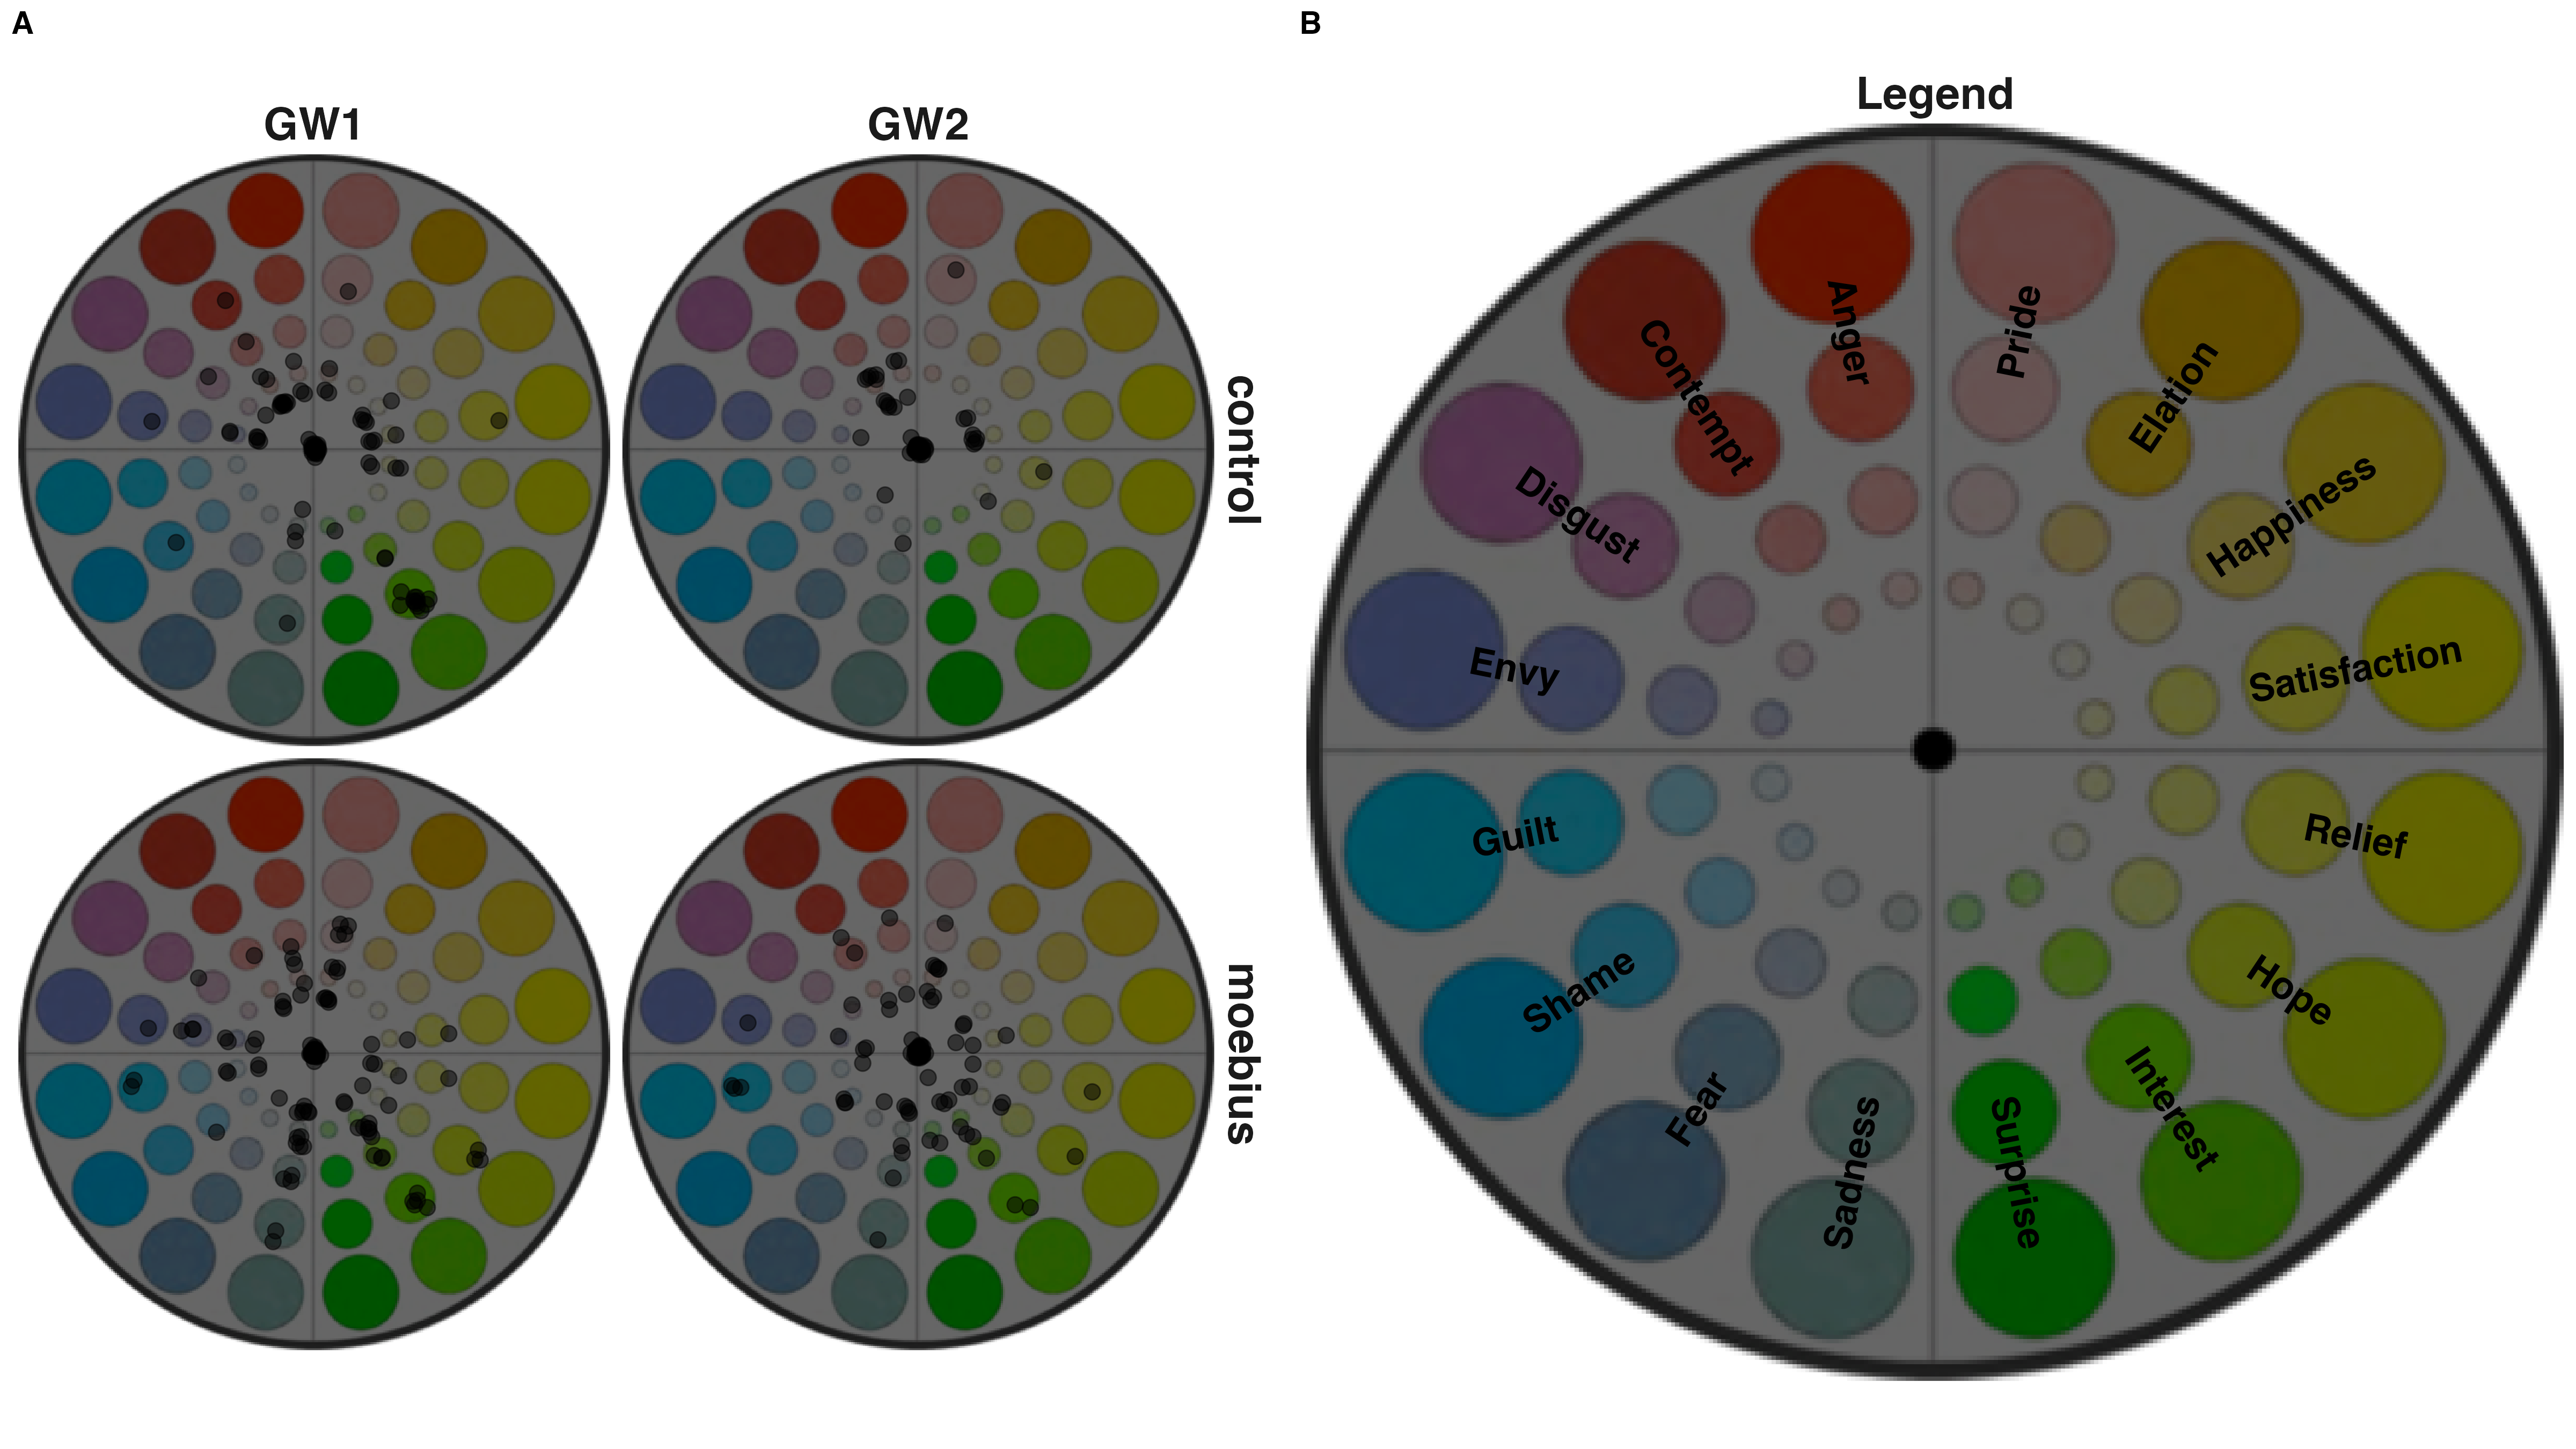 A
B
GW1
GW2
control
moebius
Legend
Pride
Elation
Happiness
Satisfaction
Relief
Hope
Interest
Surprise
Sadness
Fear
Shame
Guilt
Envy
Disgust
Contempt
Anger